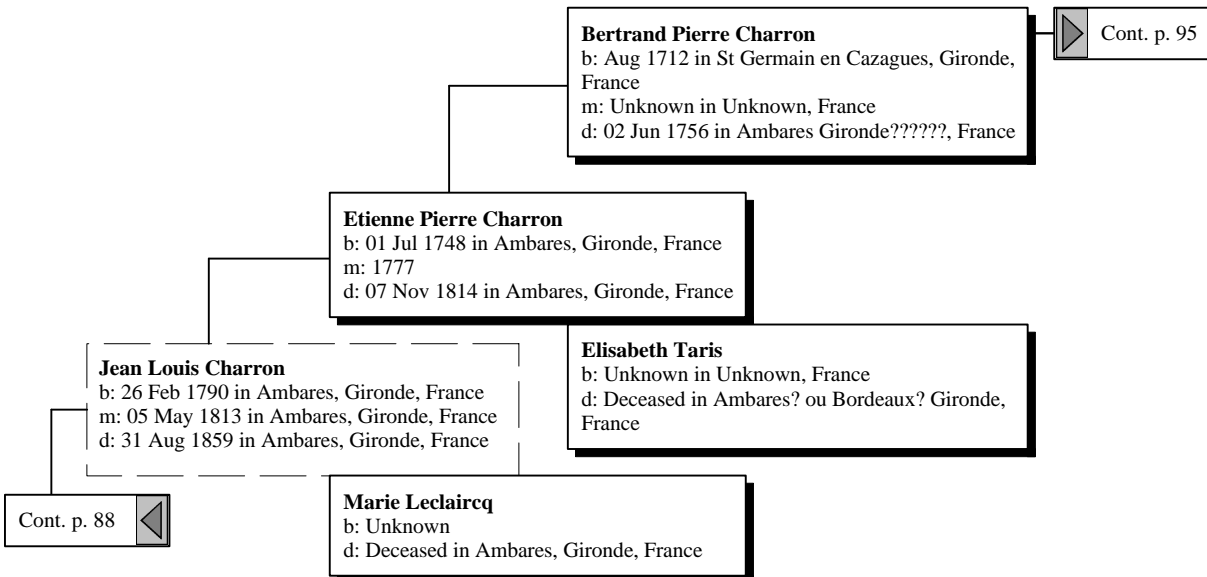 Bertrand Pierre Charron
b: Aug 1712 in St Germain en Cazagues, Gironde,
France
m: Unknown in Unknown, France
d: 02 Jun 1756 in Ambares Gironde??????, France
Cont. p. 95
Etienne Pierre Charron
b: 01 Jul 1748 in Ambares, Gironde, France
m: 1777
d: 07 Nov 1814 in Ambares, Gironde, France
Elisabeth Taris
b: Unknown in Unknown, France
d: Deceased in Ambares? ou Bordeaux? Gironde,
France
Jean Louis Charron
b: 26 Feb 1790 in Ambares, Gironde, France
m: 05 May 1813 in Ambares, Gironde, France
d: 31 Aug 1859 in Ambares, Gironde, France
Marie Leclaircq
b: Unknown
d: Deceased in Ambares, Gironde, France
Cont. p. 88